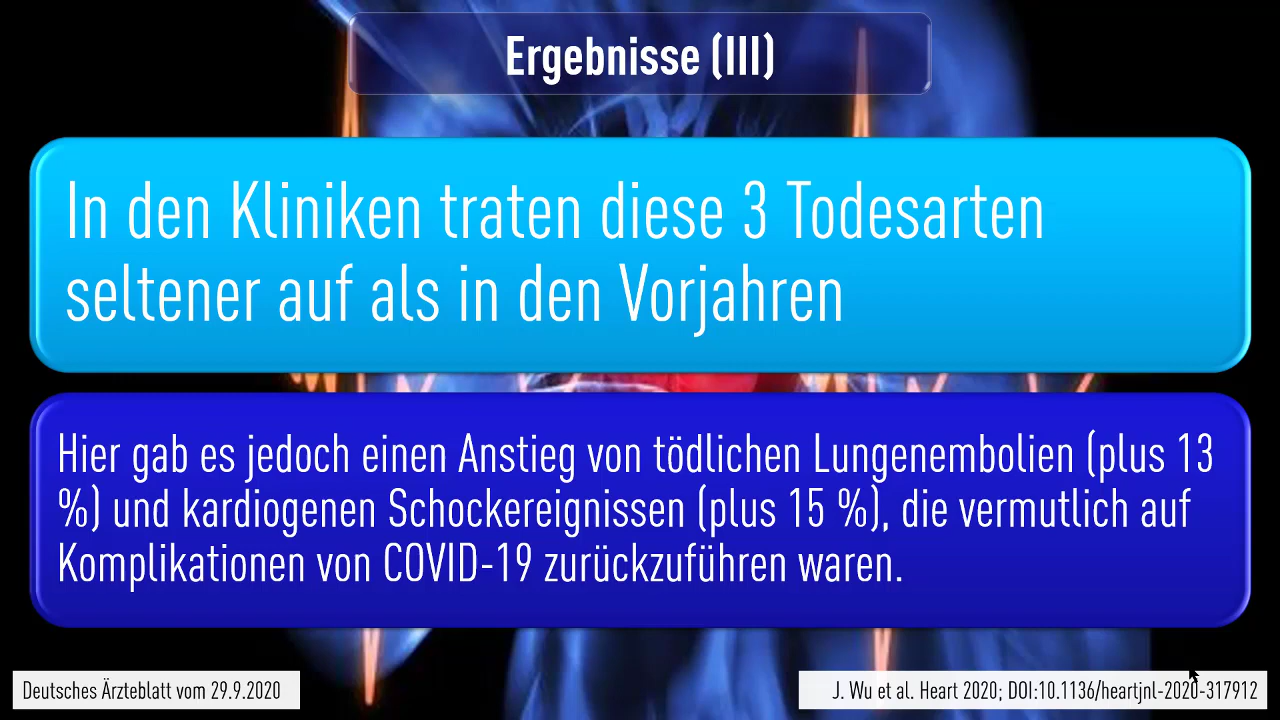 Ergebnisse (III)
In den Kliniken traten diese 3 Todesarten
seltener auf als in den Vorjahren
Hier gab es jedoch einen Anstieg von tödlichen Lungenembolien (plus 13
%) und kardiogenen Schockereignissen (plus 15 %), die vermutlich auf
Komplikationen von COVID-19 zurückzuführen waren.
Deutsches Ärzteblatt vom 29.9.2020
J. Wu et al. Heart 2020; DOI:10.1136/heartjnl-2020-317912